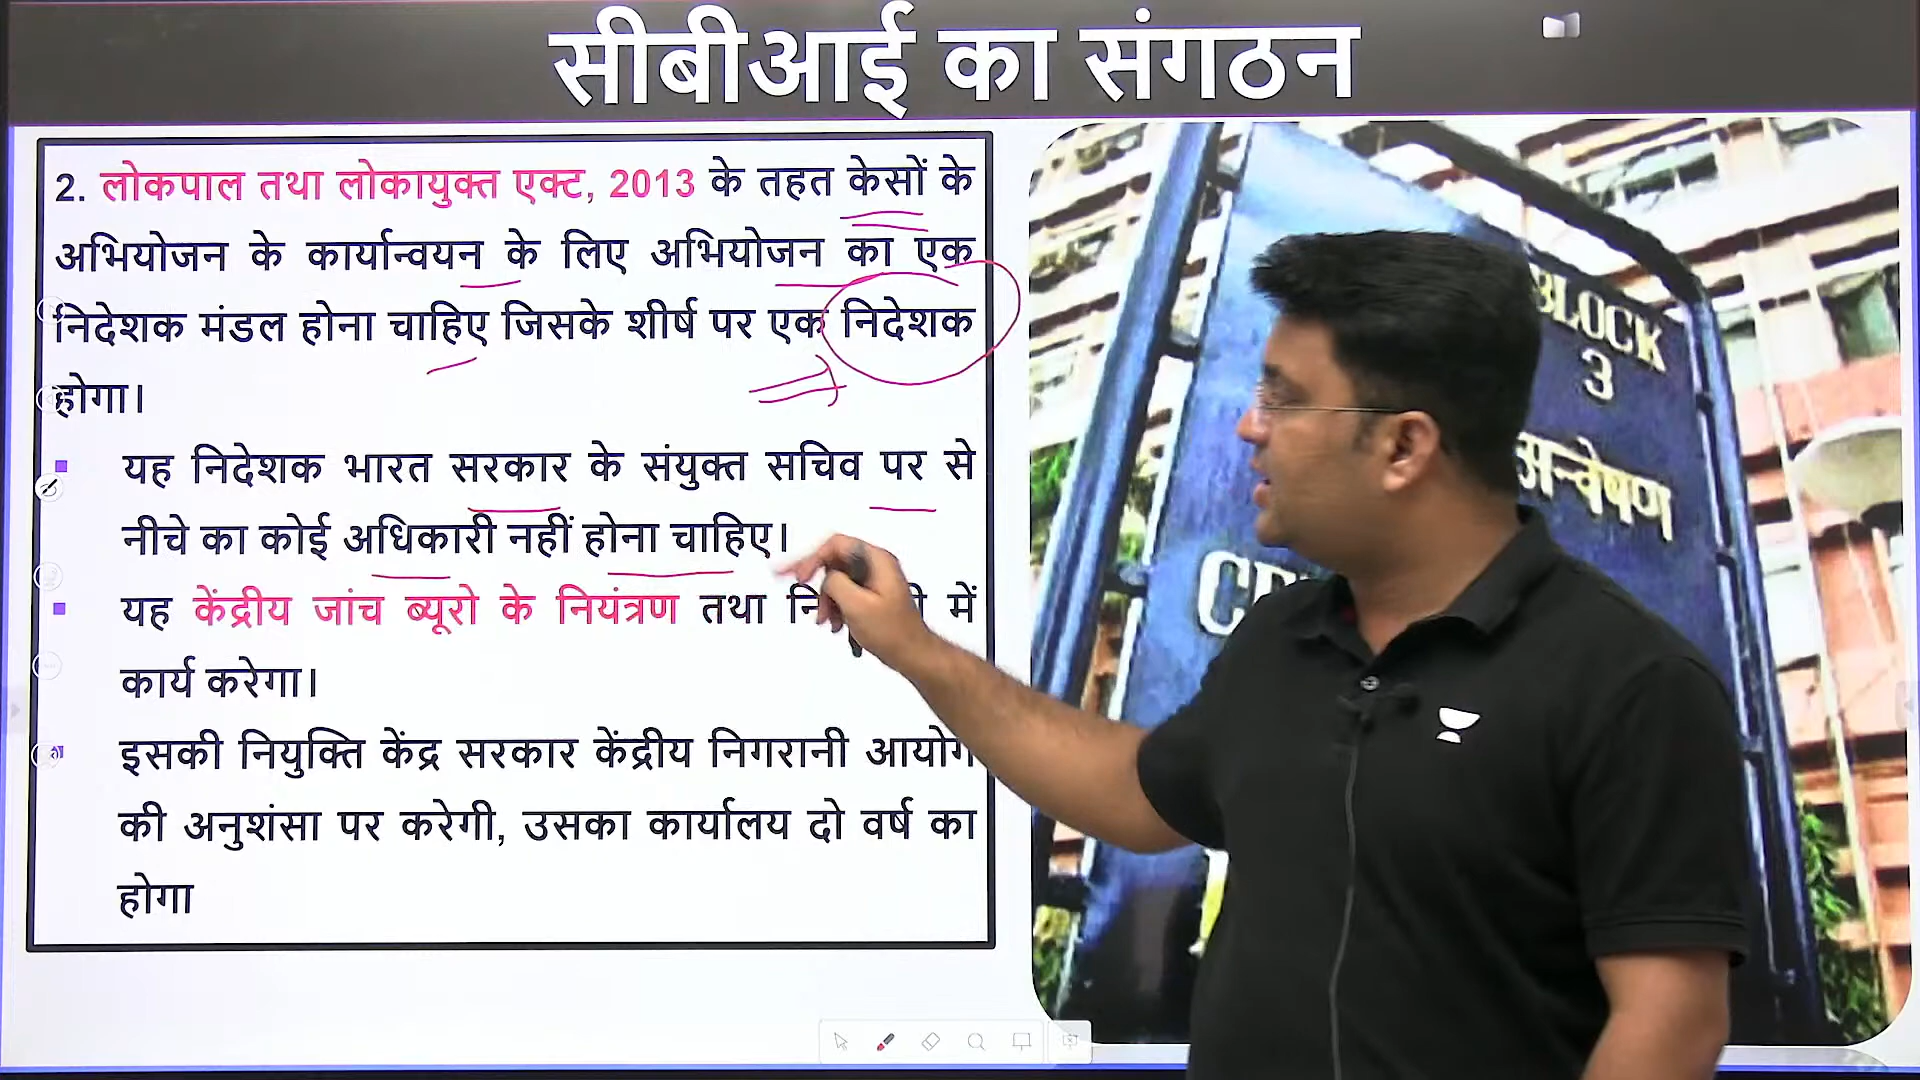 सीबीआई का संगठन
2. लोकपाल तथा लोकायुक्त एक्ट, 2013 के तहत केसों के
अभियोजन के कार्यान्वयन के लिए अभियोजन का एक
निदेशक मंडल होना चाहिए जिसके शीर्ष पर एक निदेशक
होगा।
यह निदेशक भारत सरकार के संयुक्त सचिव पर से
नीचे का कोई अधिकारी नहीं होना चाहिए।
यह केंद्रीय जांच ब्यूरो के नियंत्रण तथा में
कार्य करेगा।
इसकी नियुक्ति केंद्र सरकार केंद्रीय निगरानी आयोग
की अनुशंसा पर करेगी, उसका कार्यालय दो वर्ष का
होगा
BLOCK
3
अन्वेषण